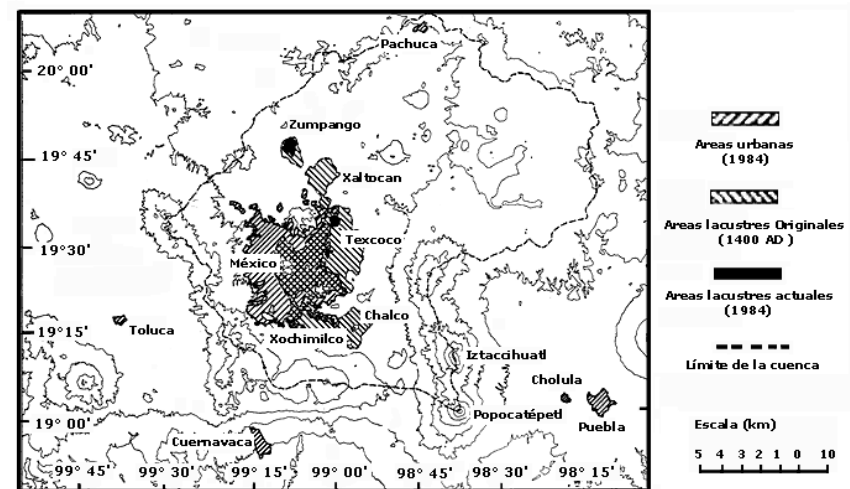 Pachuca
20° 00'
Zumpango
19° 45'
Xaltocan
19° 30'
Texcoco
México
Chalco
19° 15'
Toluca
Xochimilco
Iztaccihuatl
Cholula
Popocatépetl
Puebla
19° 00'
Cuernavaca
99° 45' 99° 30' 99° 15' 99° 00' 98° 45' 98° 30' 98° 15'
Areas urbanas
(1984)
Areas lacustres Originales
(1400 AD )
Areas lacustres actuales
(1984)
Límite de la cuenca
Escala (km)
5 4 3 2 1 0 10